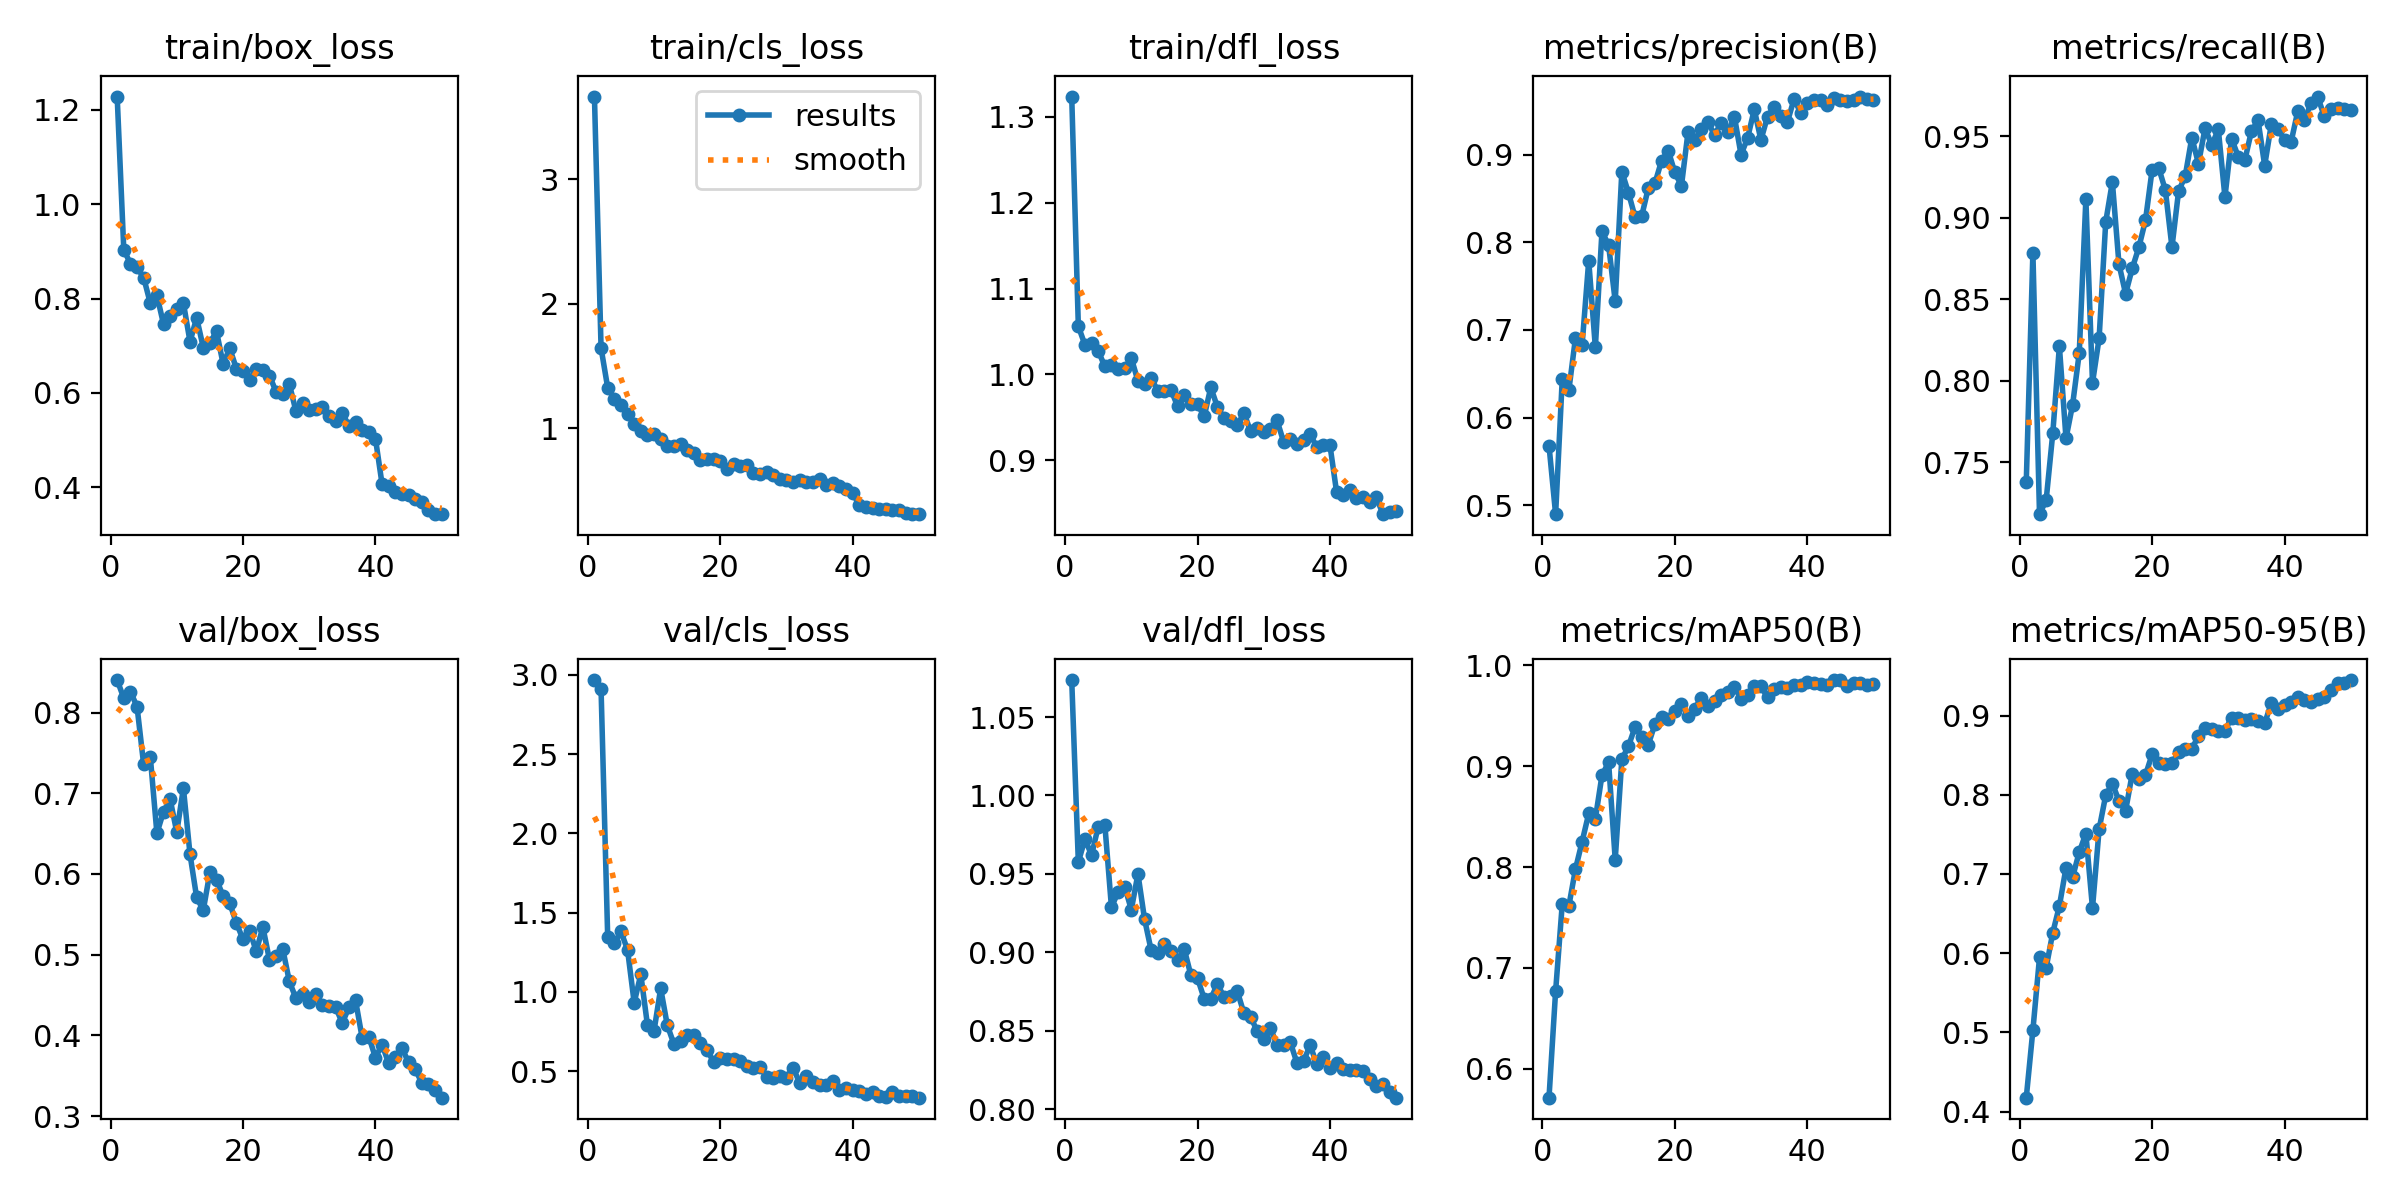 train/box_loss
1.2
1.0
0.8
0.6
0.4
0 20 40
train/cls_loss
results
smooth
3
2
1
0 20 40
train/dfl_loss
1.3
1.2
1.1
1.0
0.9
0 20 40
metrics/precision(B)
0.9
0.8
0.7
0.6
0.5
0 20 40
metrics/recall(B)
0.95
0.90
0.85
0.80
0.75
0 20 40
val/box_loss
0.8
0.7
0.6
0.5
0.4
0.3
0 20 40
val/cls_loss
3.0
2.5
2.0
1.5
1.0
0.5
0 20 40
val/dfl_loss
1.05
1.00
0.95
0.90
0.85
0.80
0 20 40
metrics/mAP50(B)
1.0
0.9
0.8
0.7
0.6
0 20 40
metrics/mAP50-95(B)
0.9
0.8
0.7
0.6
0.5
0.4
0 20 40